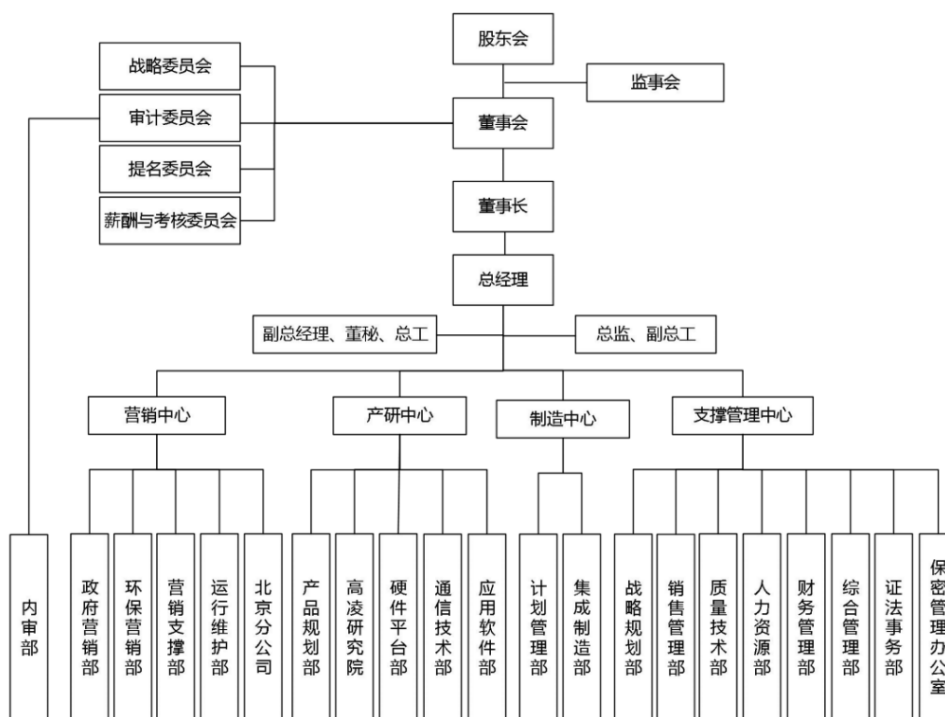 股东会
战略委员会
监事会
审计委员会
董事会
提名委员会
薪酬与考核委员会
董事长
总经理
副总经理、董秘、总工
总监、副总工
营销中心
产研中心
制造中心
支撑管理中心
内审部
政府营销部
环保营销部
营销支撑部
运行维护部
北京分公司
产品规划部
高凌研究院
硬件平台部
通信技术部
应用软件部
计划管理部
集成制造部
战略规划部
销售管理部
质量技术部
人力资源部
财务管理部
综合管理部
证法事务部
保密管理办公室